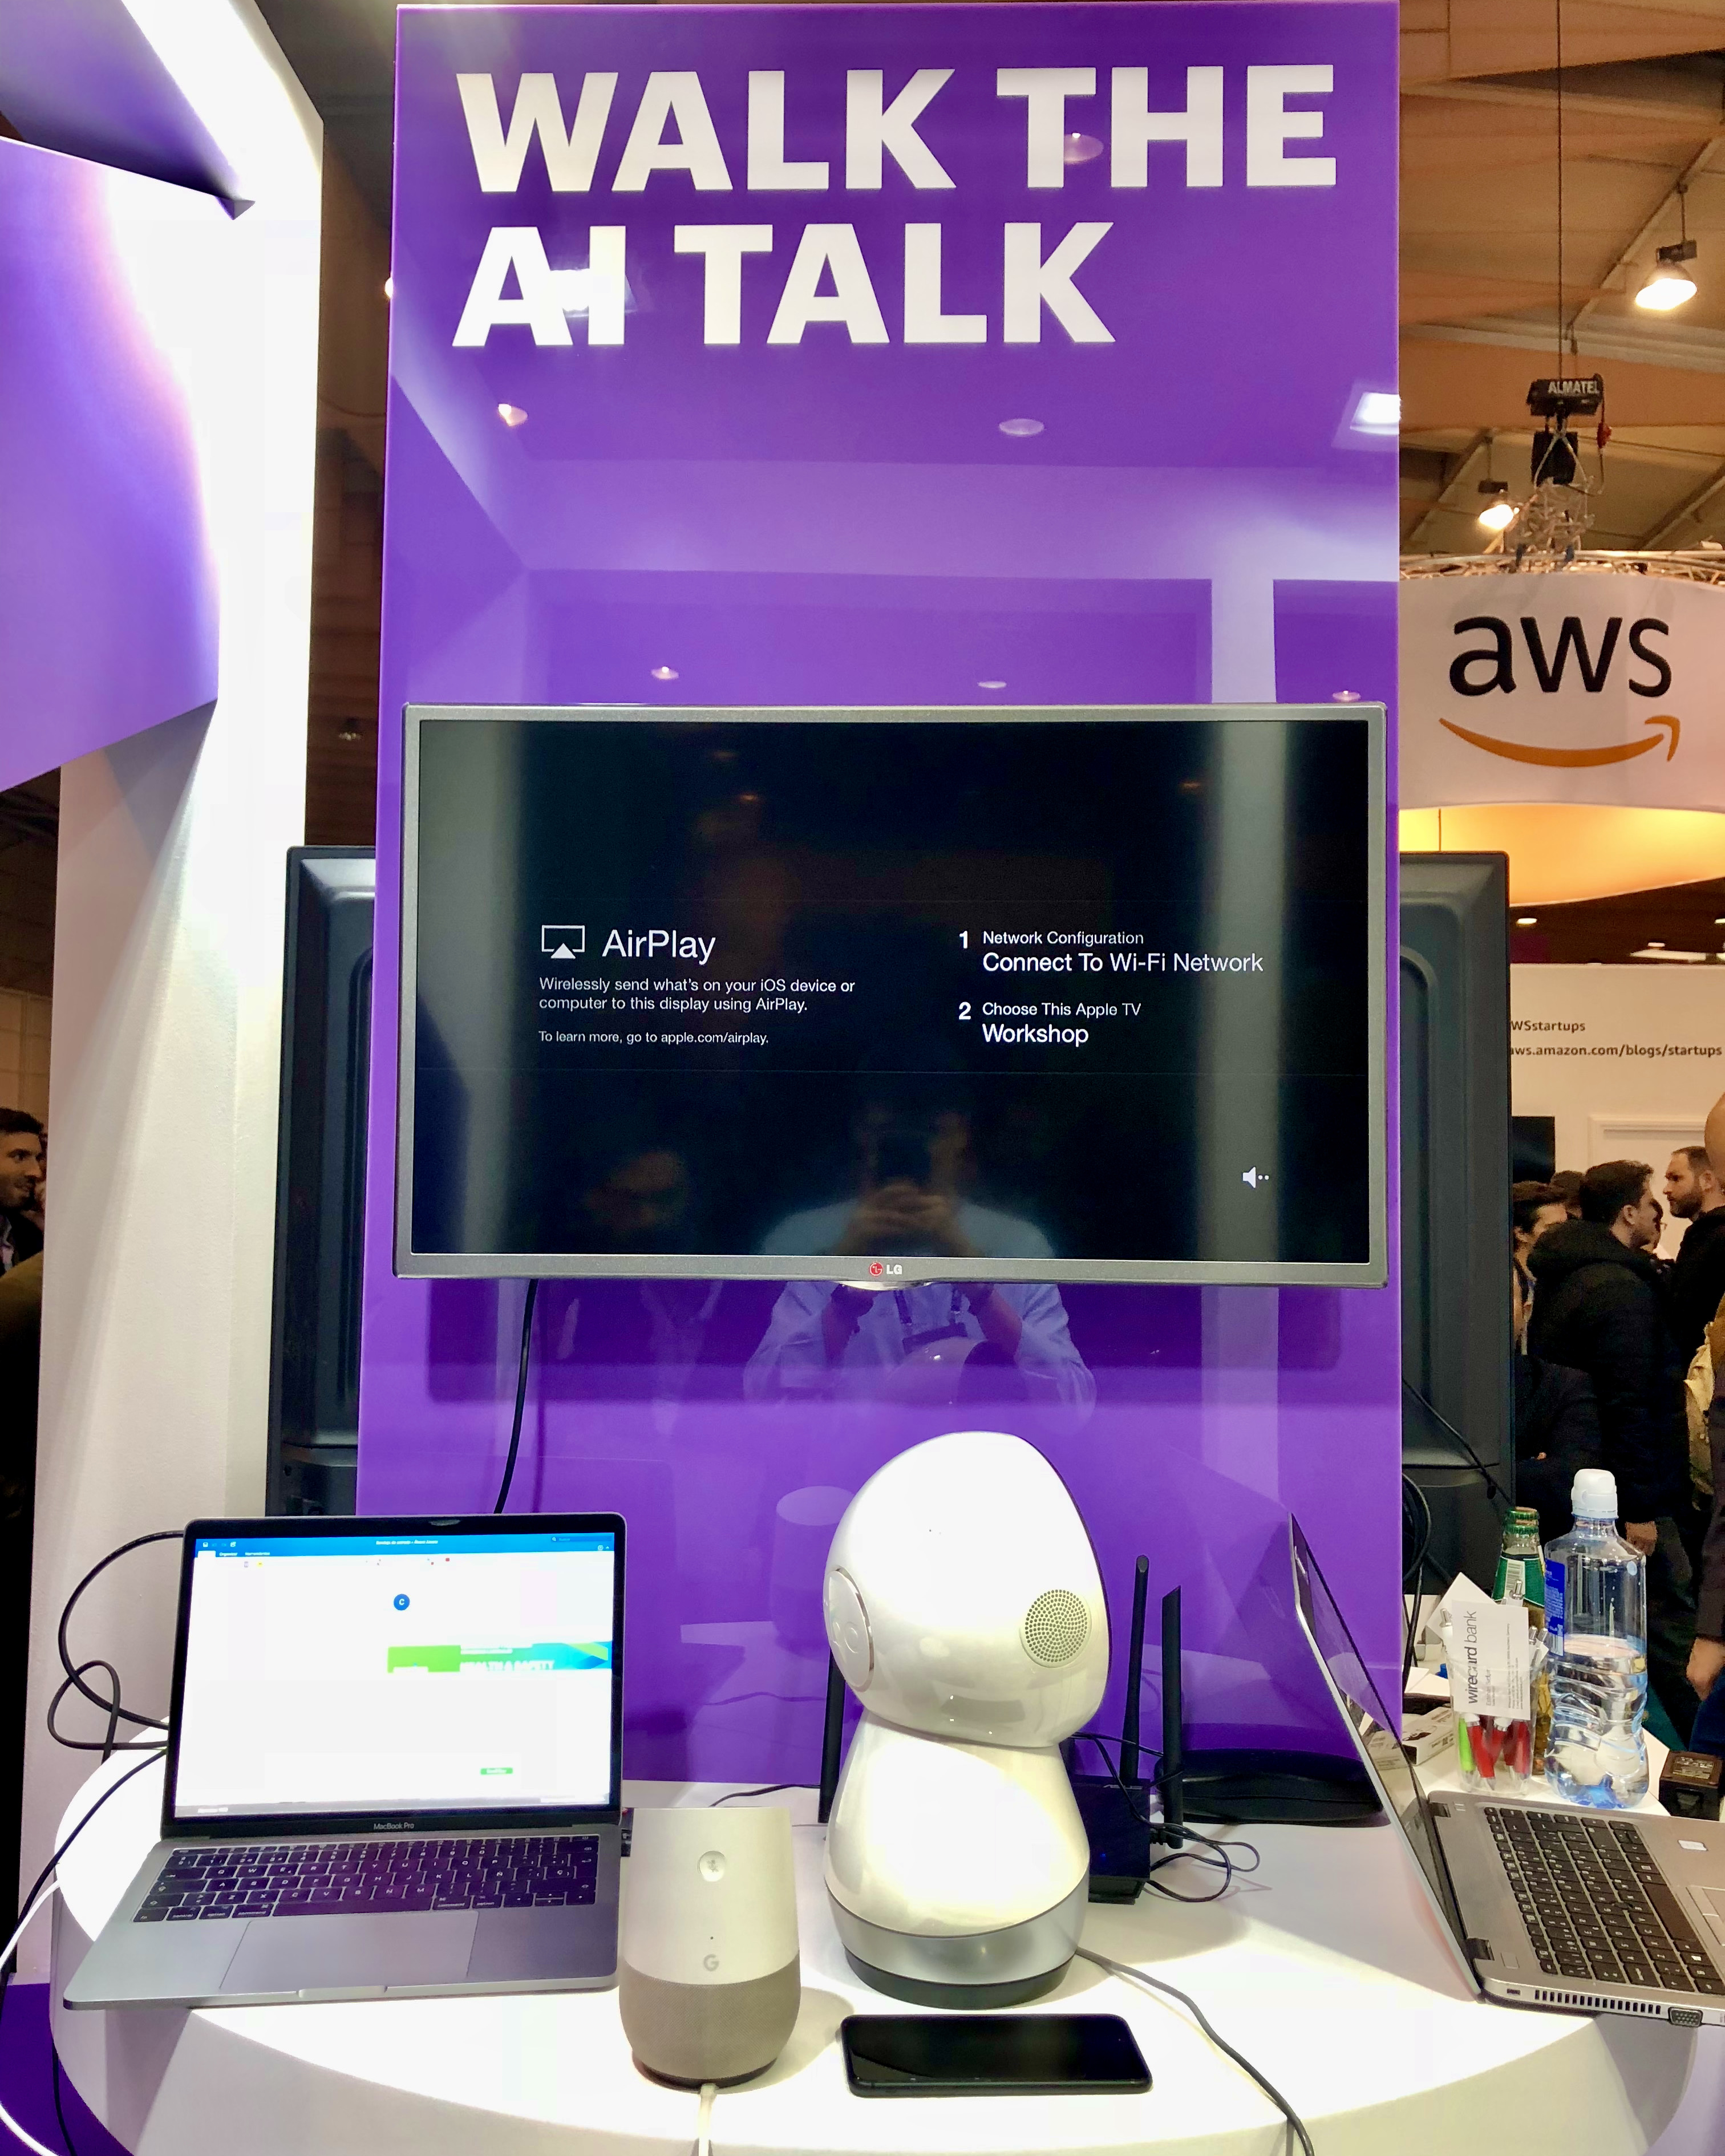 WALK THE
AI TALK
ALMATEL
aws
AirPlay
Wirelessly send what's on your iOS device or
computer to this display using AirPlay.
To learn more, go to apple.com/airplay.
1 Network Configuration
Connect To Wi-Fi Network
2 Choose This Apple TV
Workshop
LG
WSstartups
aws.amazon.com/blogs/startups
MacBook Pro
wirecard bank
G